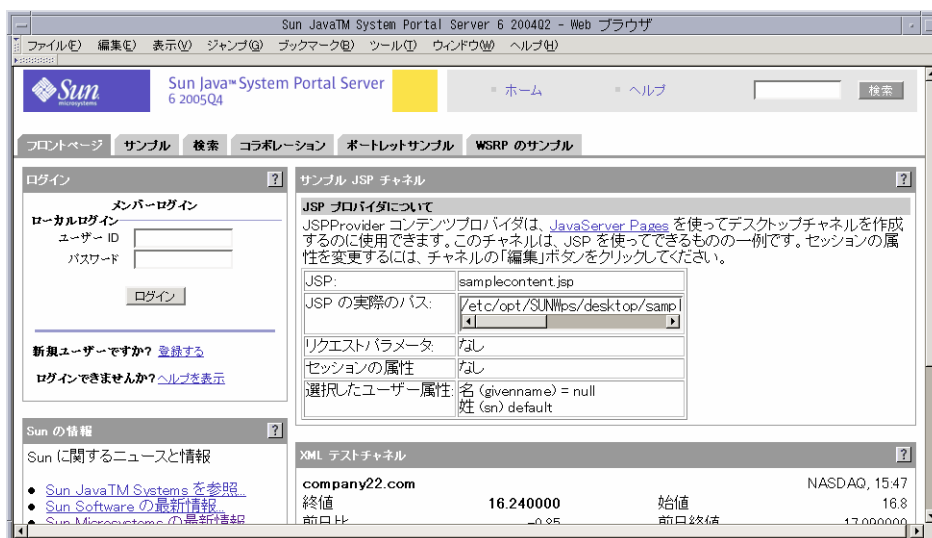 Sun JavaTM System Portal Server 6 2004Q2 - Web ブラウザ
ファイル(F) 編集(E) 表示(V) ジャンプ(G) ブックマーク(B) ツール(T) ウィンドウ(W) ヘルプ(H)
Sun microsystems
Sun Java™ System Portal Server
6 2005Q4
ホーム
ヘルプ
検索
フロントページ サンプル 検索 コラボレーション ポートレットサンプル WSRP のサンプル
ログイン ?
メンバーログイン
ローカルログイン
ユーザー ID
パスワード
ログイン
新規ユーザーですか? 登録する
ログインできませんか? ヘルプを表示
Sun の情報 ?
Sun に関するニュースと情報
Sun JavaTM Systems を参照...
Sun Software の最新情報...
Sun Microsystems の最新情報
サンプル JSP チャネル ?
JSP プロバイダについて
JSPProvider コンテンツプロバイダは、JavaServer Pages を使ってデスクトップチャネルを作成
するのに使用できます。このチャネルは、JSP を使ってできるものの一例です。セッションの属
性を変更するには、チャネルの「編集」ボタンをクリックしてください。
JSP: samplecontent.jsp
JSP の実際のパス: /etc/opt/SUNWps/desktop/sampl
リクエストパラメータ: なし
セッションの属性 なし
選択したユーザー属性: 名 (givenname) = null
姓 (sn) default
XML テストチャネル ?
company22.com NASDAQ, 15:47
終値 16.240000 始値 16.8
前日比 -0.85 前日終値 17.090000